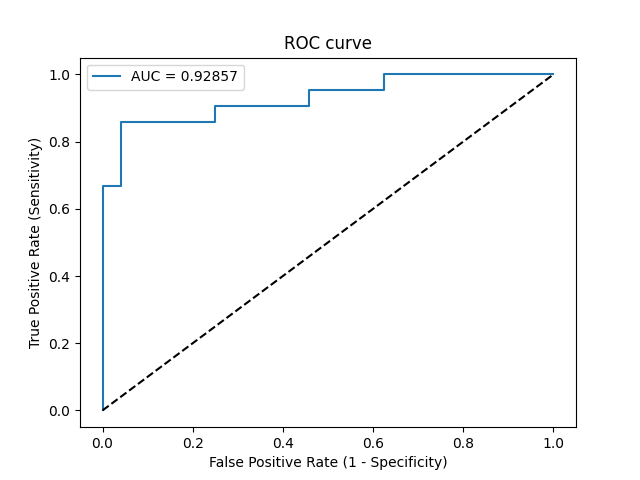 ROC curve
AUC = 0.92857
True Positive Rate (Sensitivity)
1.0
0.8
0.6
0.4
0.2
0.0
0.0 0.2 0.4 0.6 0.8 1.0
False Positive Rate (1 - Specificity)